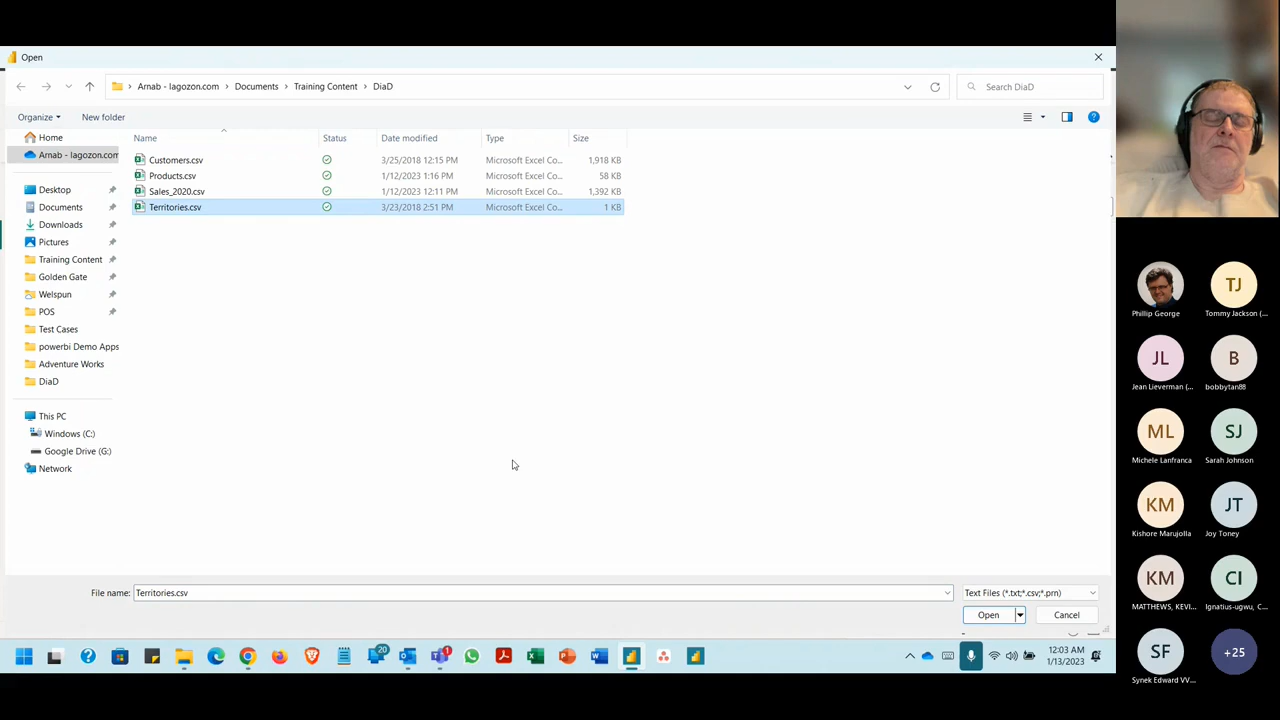 Open
Arnab - lagozon.com > Documents > Training Content > DiaD
Search DiaD
Organize
New folder
Name Status Date modified Type Size
Customers.csv 3/25/2018 12:15 PM Microsoft Excel Co... 1,918 KB
Products.csv 1/12/2023 1:16 PM Microsoft Excel Co... 58 KB
Sales_2020.csv 1/12/2023 12:11 PM Microsoft Excel Co... 1,392 KB
Territories.csv 3/23/2018 2:51 PM Microsoft Excel Co... 1 KB
Home
Arnab - lagozon.com
Desktop
Documents
Downloads
Pictures
Training Content
Golden Gate
Welspun
POS
Test Cases
powerbi Demo Apps
Adventure Works
DiaD
This PC
Windows (C:)
Google Drive (G:)
Network
File name: Territories.csv
Text Files (*.txt;*.csv;*.prn)
Open
Cancel
20
1
12:03 AM
1/13/2023
Phillip George
TJ
Tommy Jackson (...
JL
Jean Lieverman (...
B
bobbytan88
ML
Michele Lanfranca
SJ
Sarah Johnson
KM
Kishore Marujolla
JT
Joy Toney
KM
MATTHEWS, KEVI...
CI
Ignatius-ugwu, C...
SF
Synek Edward VV...
+25